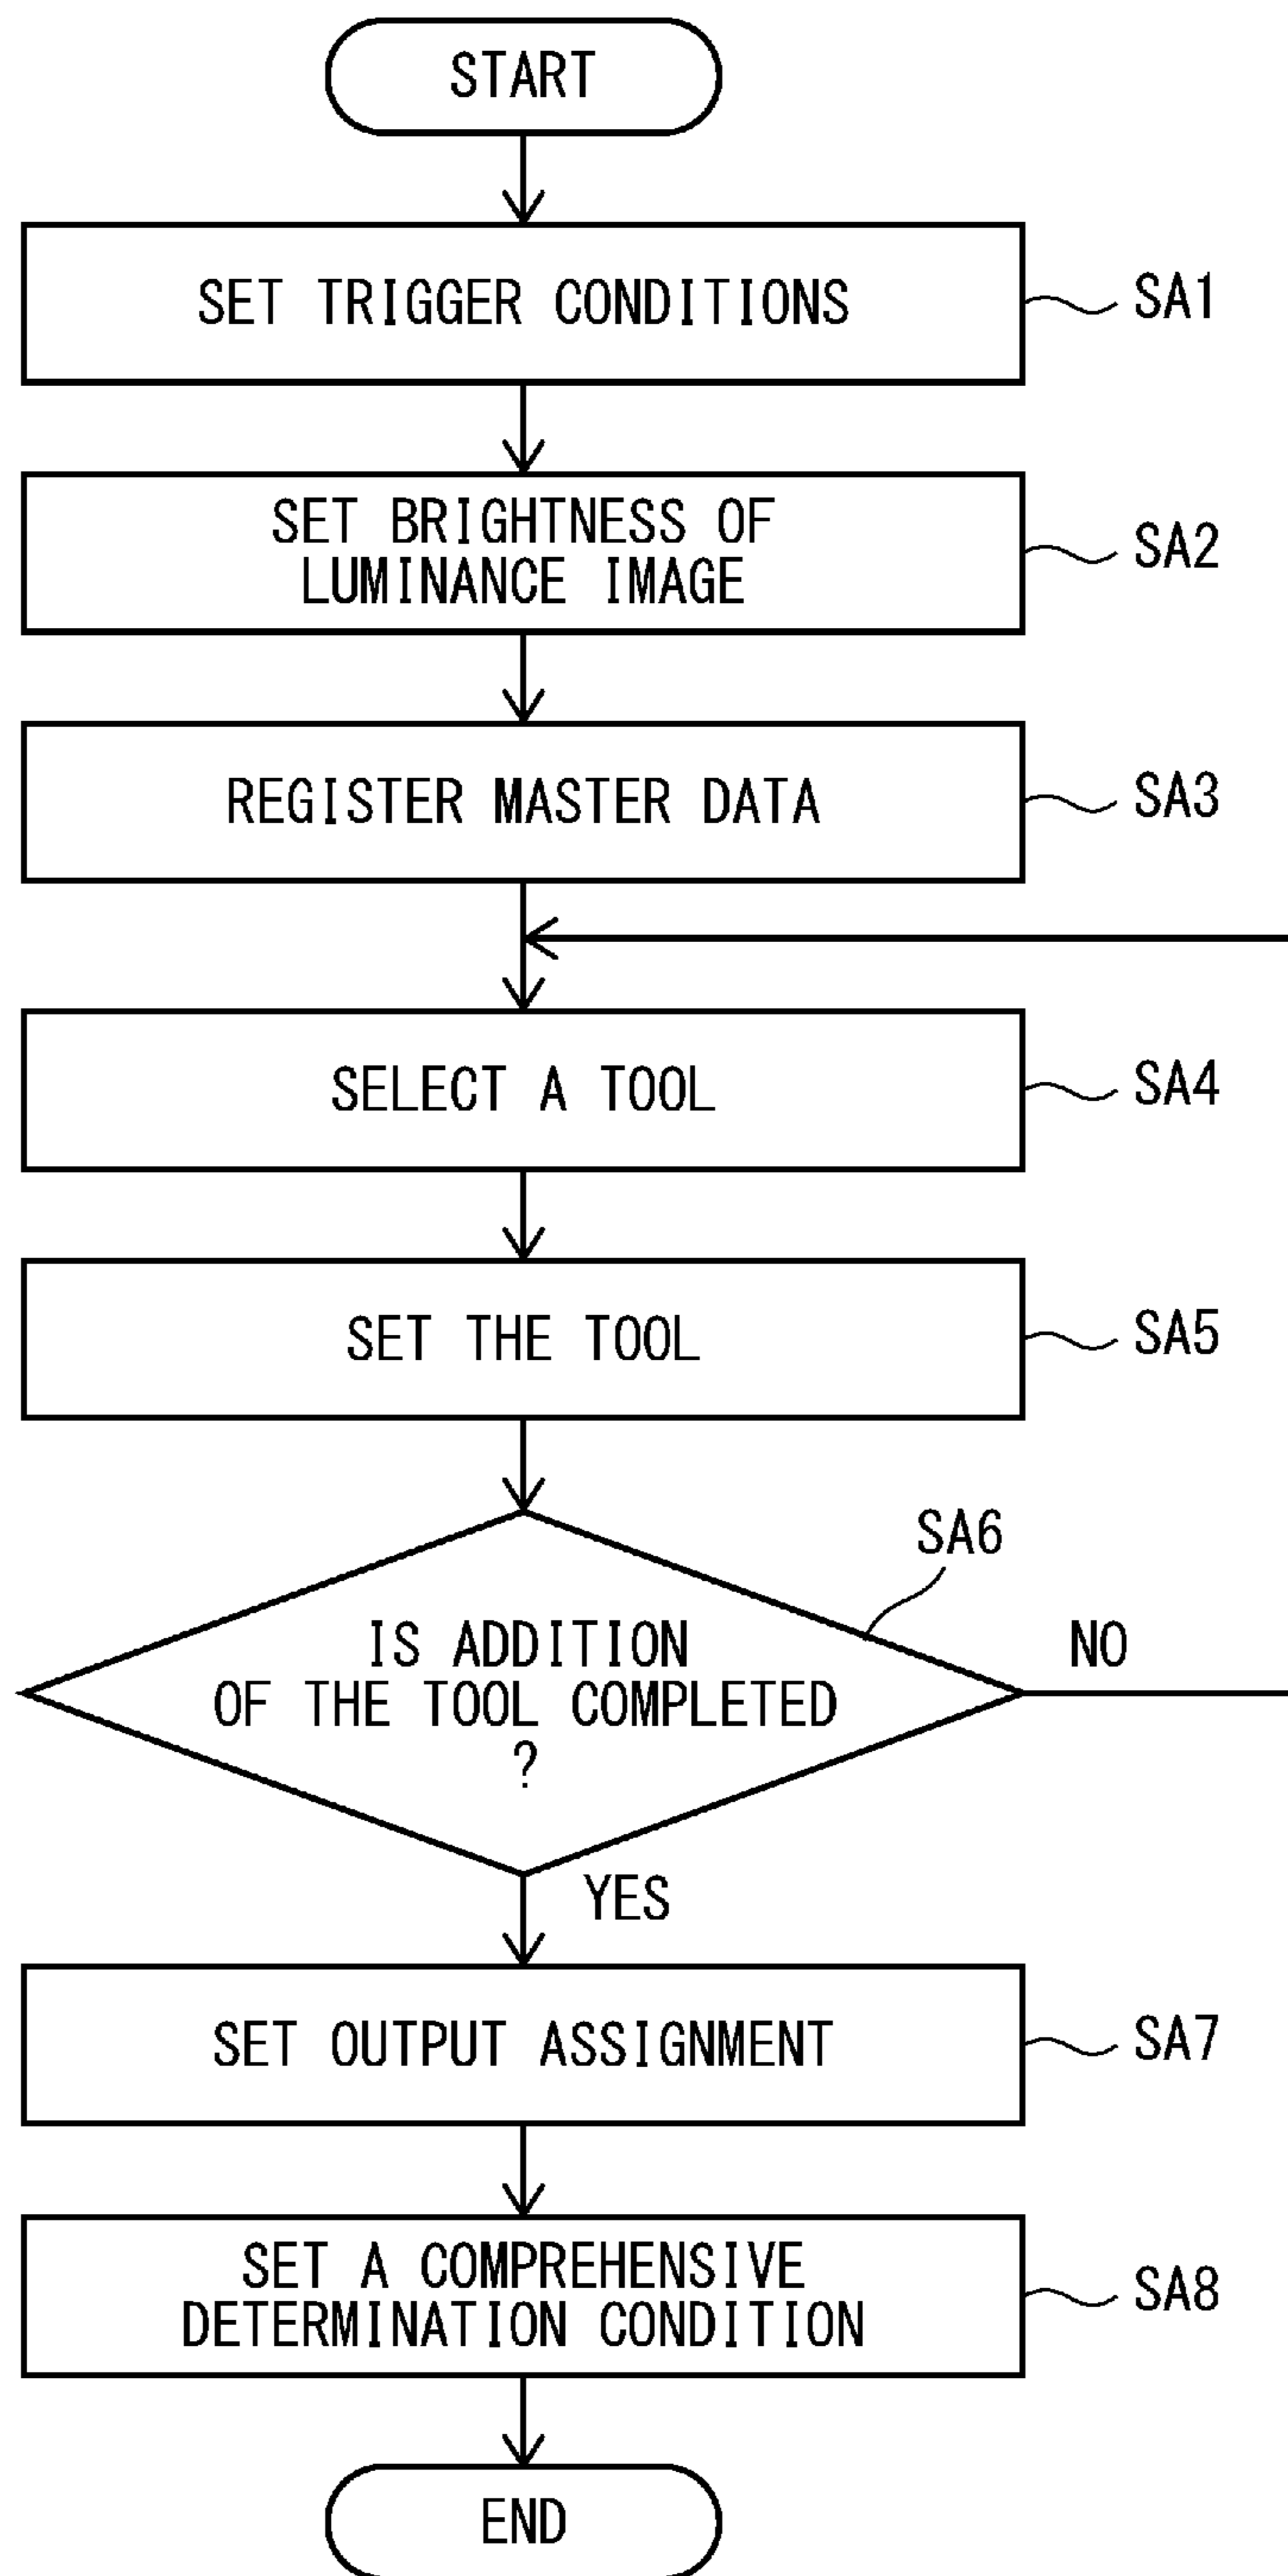 START
SET TRIGGER CONDITIONS
SA1
SET BRIGHTNESS OF
LUMINANCE IMAGE
SA2
REGISTER MASTER DATA
SA3
SELECT A TOOL
SA4
SET THE TOOL
SA5
SA6
IS ADDITION
OF THE TOOL COMPLETED
?
NO
YES
SET OUTPUT ASSIGNMENT
SA7
SET A COMPREHENSIVE
DETERMINATION CONDITION
SA8
END